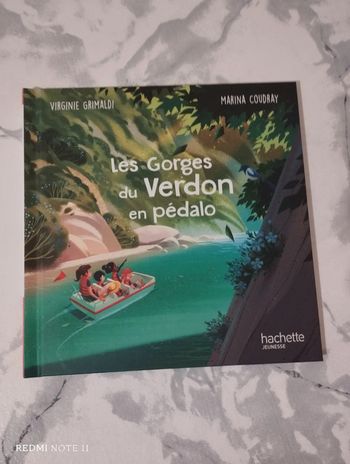 VIRGINIE GRIMALDI
MARINA COUDRAY
Les Gorges
du Verdon
en pédalo
hachette
JEUNESSE
REDMI NOTE 11